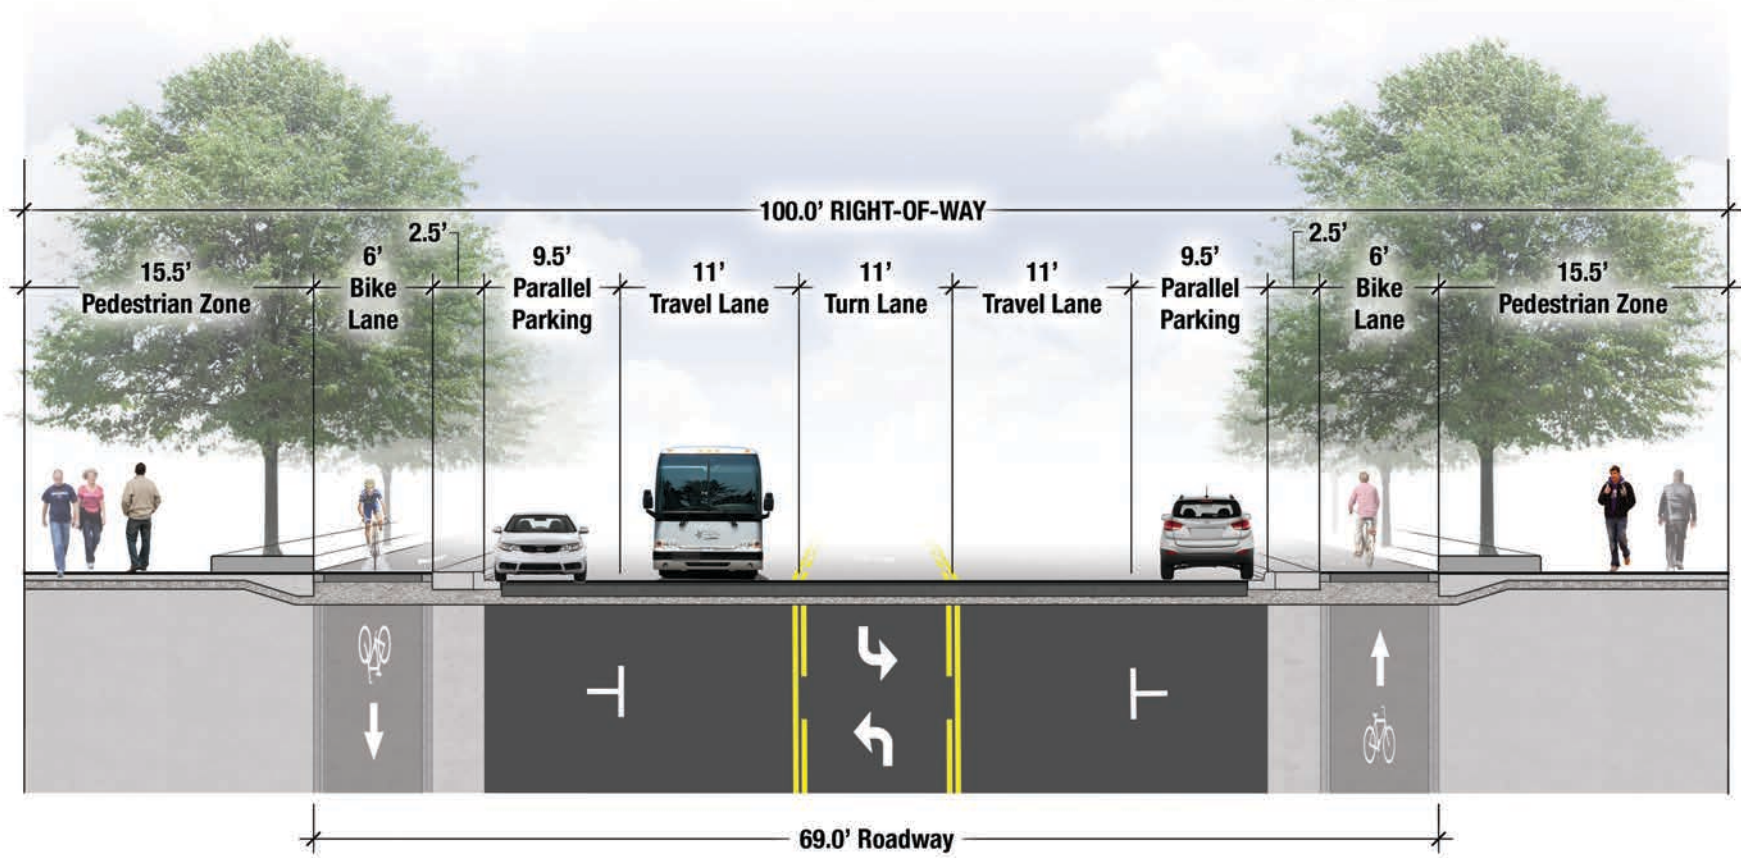 100.0' RIGHT-OF-WAY
15.5'
Pedestrian Zone
6'
Bike
Lane
2.5'
9.5'
Parallel
Parking
11'
Travel Lane
11'
Turn Lane
11'
Travel Lane
9.5'
Parallel
Parking
2.5'
6'
Bike
Lane
15.5'
Pedestrian Zone
69.0' Roadway